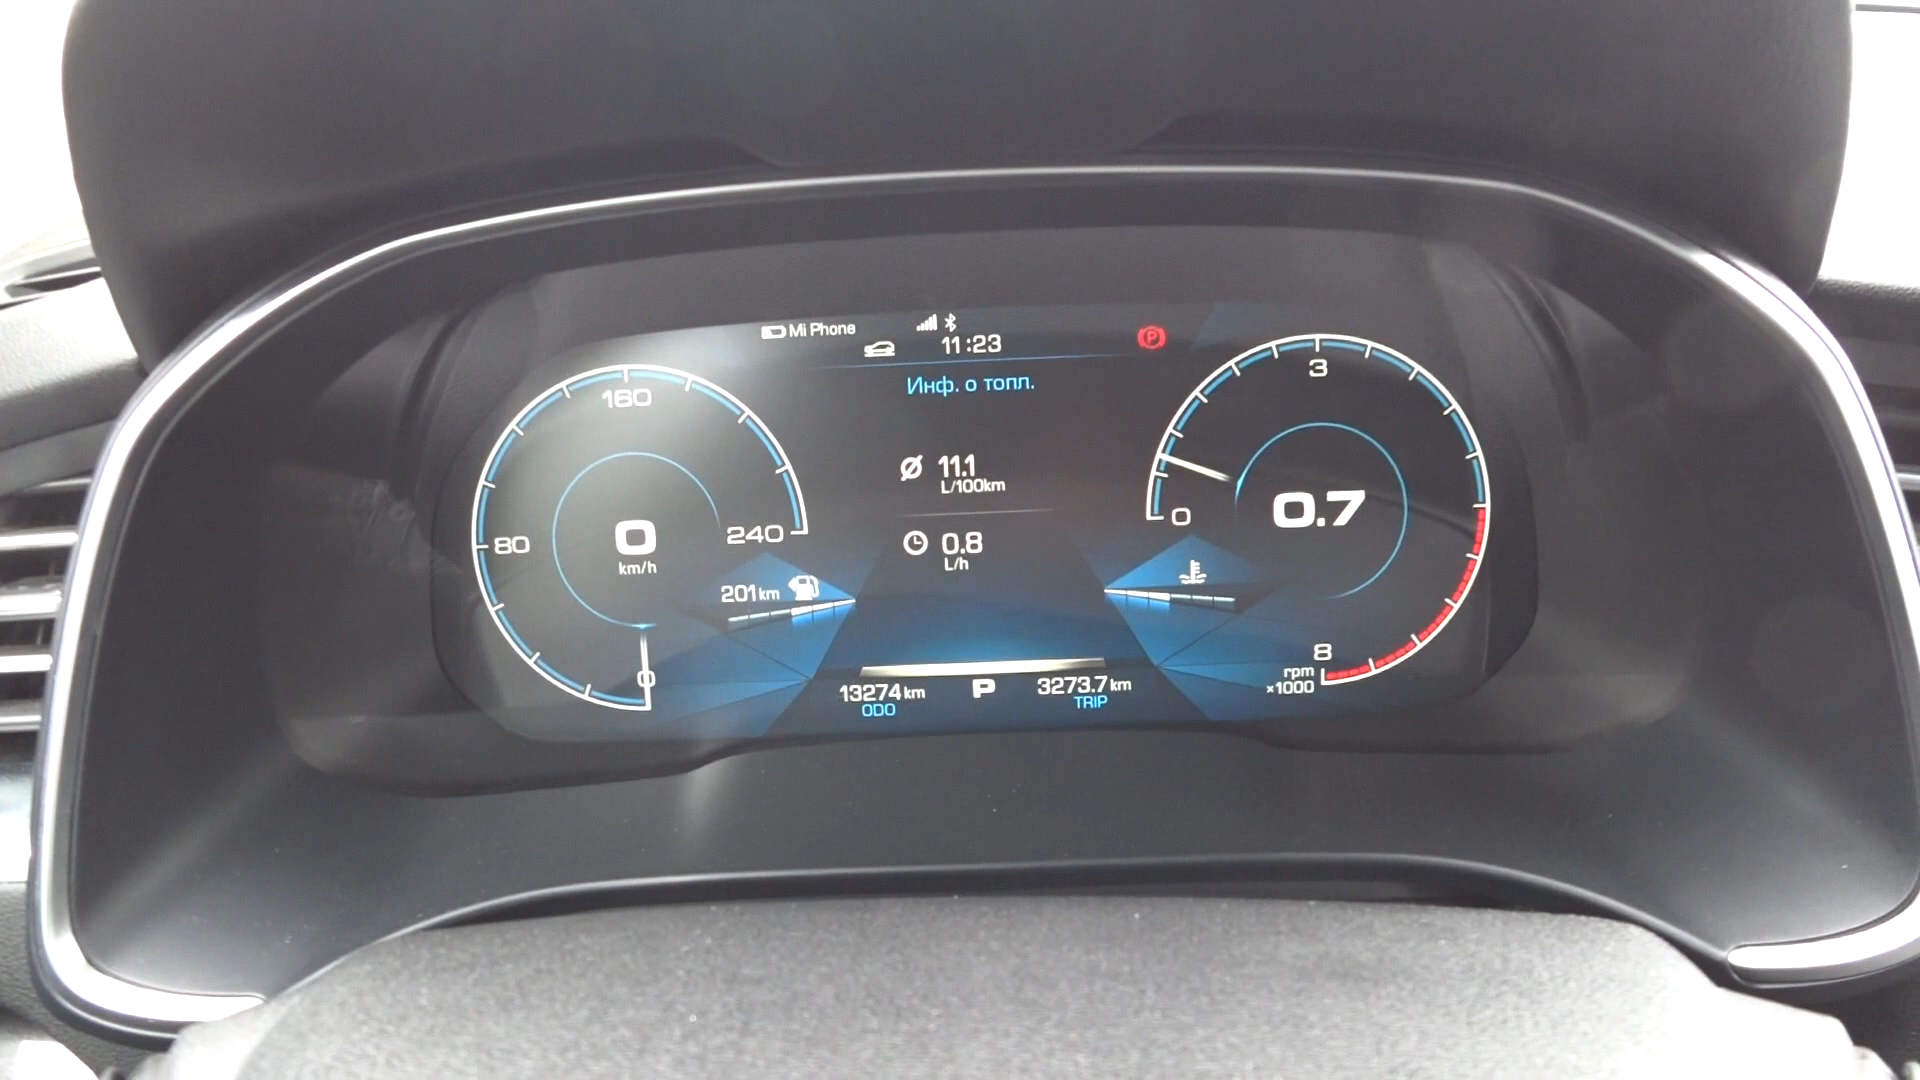 Mi Phone
11:23
Инф. о топл.
160
80
240
0
0
km/h
201 km
11.1
L/100km
0.8
L/h
3
0
0.7
8
rpm
×1000
13274 km
ODO
P
3273.7 km
TRIP
P